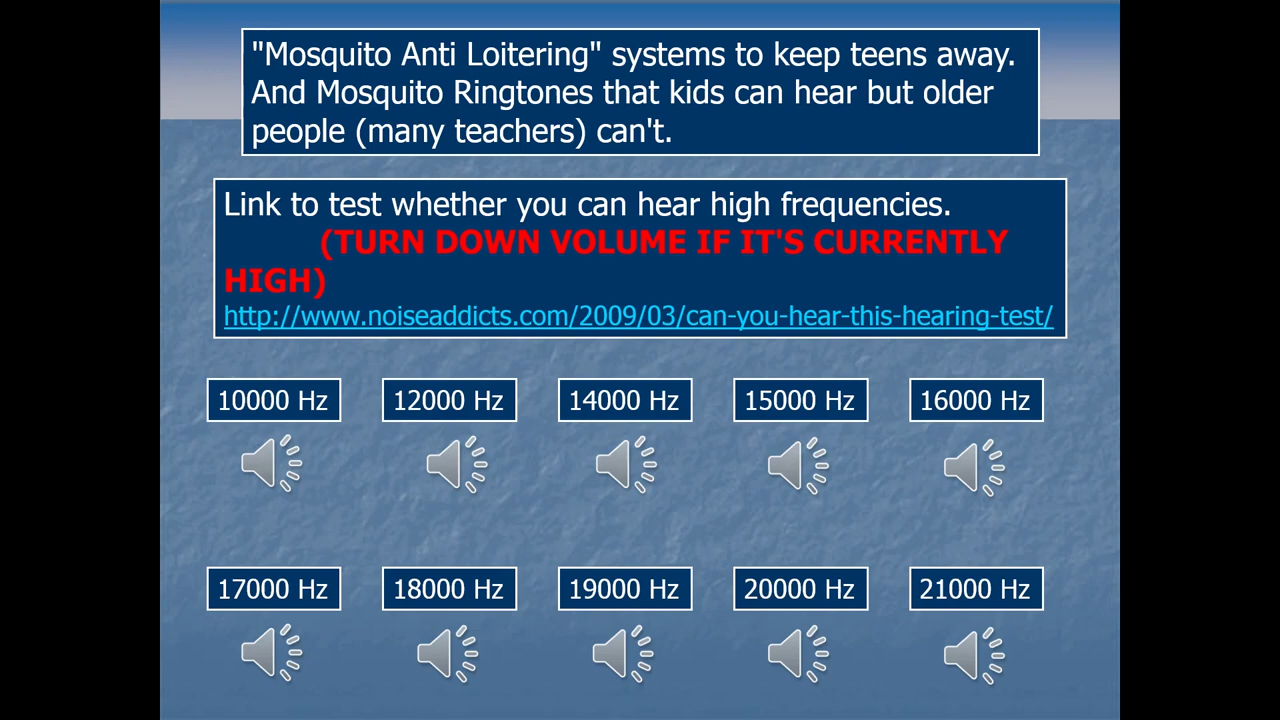 "Mosquito Anti Loitering" systems to keep teens away.
And Mosquito Ringtones that kids can hear but older
people (many teachers) can't.
Link to test whether you can hear high frequencies.
(TURN DOWN VOLUME IF IT'S CURRENTLY
HIGH)
http://www.noiseaddicts.com/2009/03/can-you-hear-this-hearing-test/
10000 Hz 12000 Hz 14000 Hz 15000 Hz 16000 Hz
17000 Hz 18000 Hz 19000 Hz 20000 Hz 21000 Hz